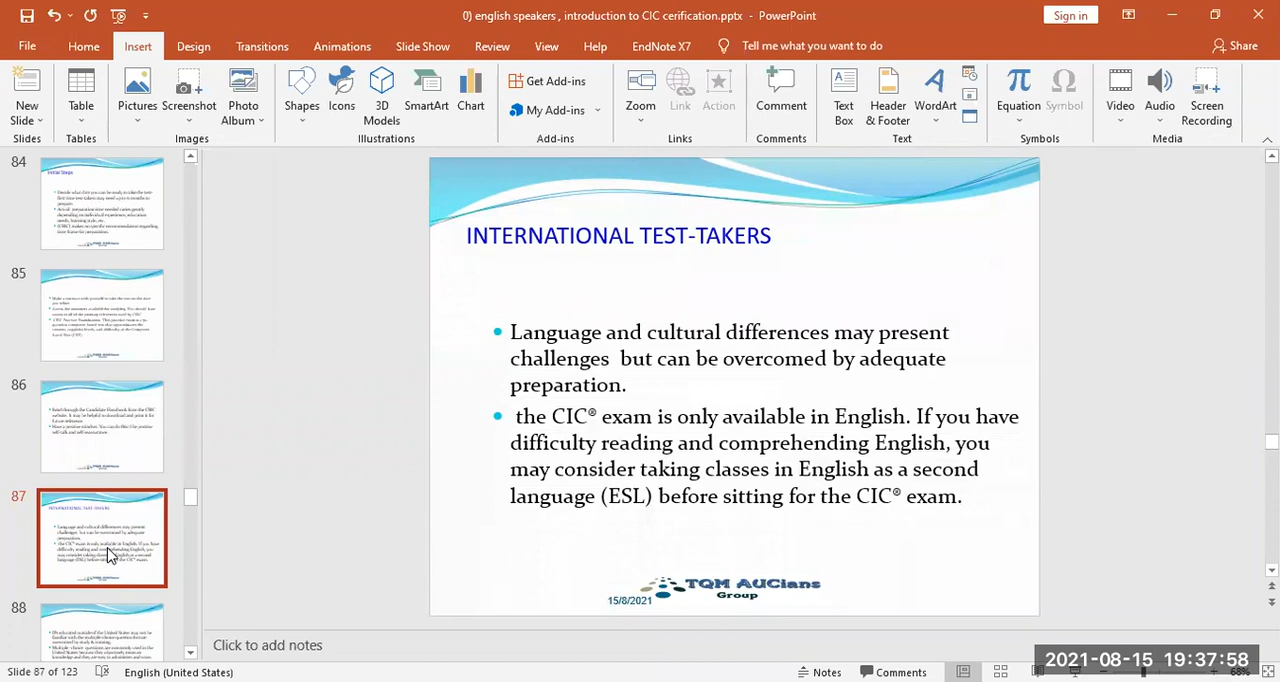 0) english speakers , introduction to CIC cerification.pptx - PowerPoint
Sign in
File Home Insert Design Transitions Animations Slide Show Review View Help EndNote X7 Tell me what you want to do Share
New Slide
Table
Pictures
Screenshot
Photo Album
Shapes
Icons
3D Models
SmartArt
Chart
Get Add-ins
My Add-ins
Zoom
Link
Action
Comment
Text Box
Header & Footer
WordArt
Equation
Symbol
Video
Audio
Screen Recording
Slides Tables Images Illustrations Add-ins Links Comments Text Symbols Media
84
Initial Steps
85
86
87
INTERNATIONAL TEST-TAKERS
88
INTERNATIONAL TEST-TAKERS
Language and cultural differences may present
challenges but can be overcomed by adequate
preparation.
the CIC® exam is only available in English. If you have
difficulty reading and comprehending English, you
may consider taking classes in English as a second
language (ESL) before sitting for the CIC® exam.
TQM AUCians
Group
15/8/2021
Click to add notes
Slide 87 of 123 English (United States) Notes Comments
2021-08-15 19:37:58